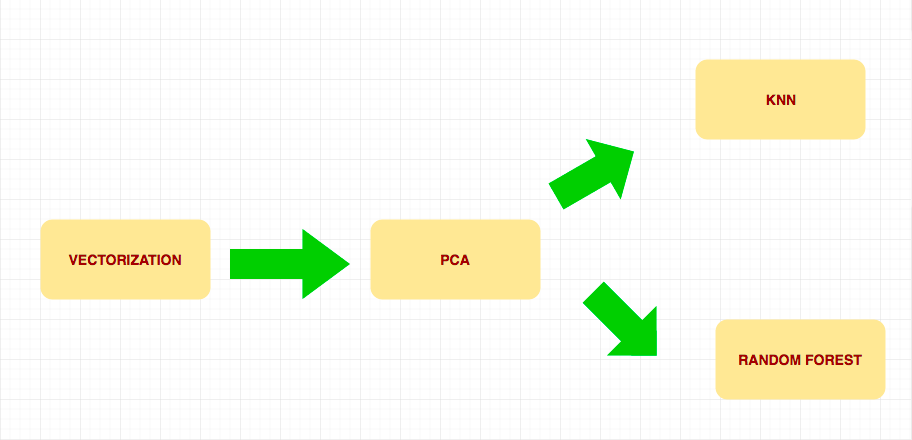 KNN
VECTORIZATION
PCA
RANDOM FOREST